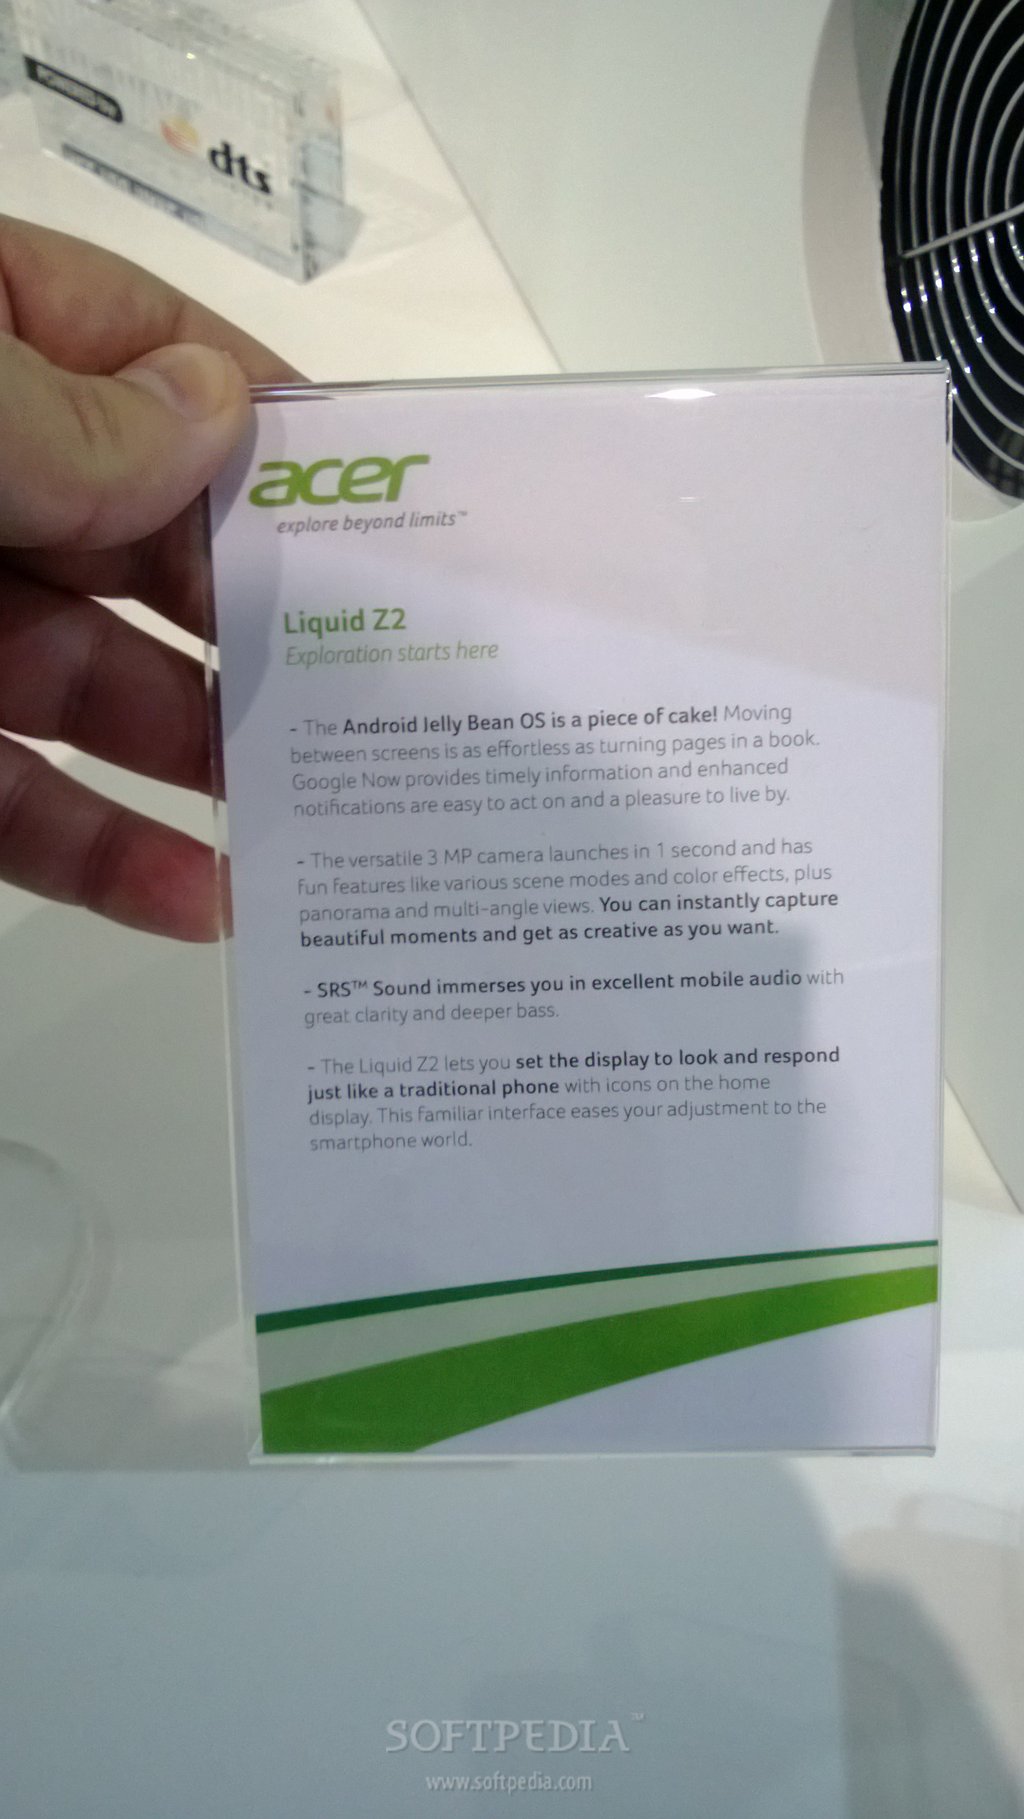 POWERED BY
dts
acer
explore beyond limits™
Liquid Z2
Exploration starts here
- The Android Jelly Bean OS is a piece of cake! Moving
between screens is as effortless as turning pages in a book.
Google Now provides timely information and enhanced
notifications are easy to act on and a pleasure to live by.
- The versatile 3 MP camera launches in 1 second and has
fun features like various scene modes and color effects, plus
panorama and multi-angle views. You can instantly capture
beautiful moments and get as creative as you want.
- SRS™ Sound immerses you in excellent mobile audio with
great clarity and deeper bass.
- The Liquid Z2 lets you set the display to look and respond
just like a traditional phone with icons on the home
display. This familiar interface eases your adjustment to the
smartphone world.
SOFTPEDIA™
www.softpedia.com